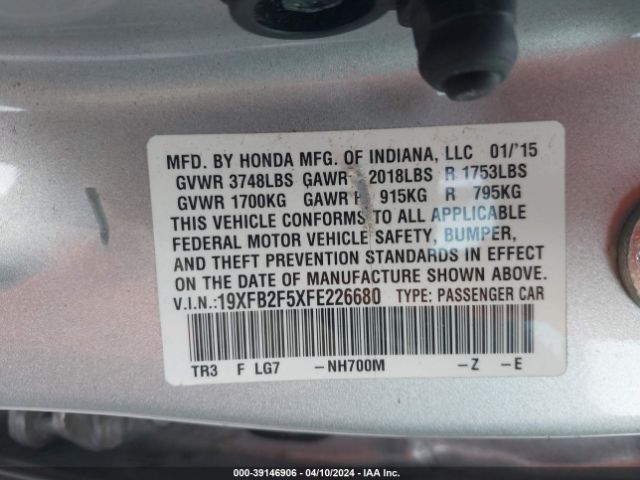 MFD. BY HONDA MFG. OF INDIANA, LLC 01/'15
GVWR 3748LBS GAWR 2018LBS R 1753LBS
GVWR 1700KG GAWR F 915KG R 795KG
THIS VEHICLE CONFORMS TO ALL APPLICABLE
FEDERAL MOTOR VEHICLE SAFETY, BUMPER,
AND THEFT PREVENTION STANDARDS IN EFFECT
ON THE DATE OF MANUFACTURE SHOWN ABOVE.
V.I.N.:19XFB2F5XFE226680 TYPE: PASSENGER CAR
TR3 F LG7 -NH700M -Z -E
000-39146906 - 04/10/2024 - IAA Inc.